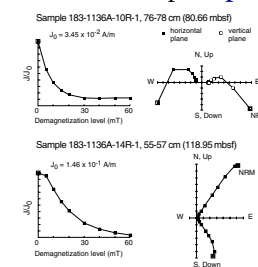 Sample 183-1136A-10R-1, 76-78 cm (80.66 mbsf)
J₀ = 3.45 x 10⁻² A/m
■ horizontal plane
○ vertical plane
J/J₀
0 30 60
Demagnetization level (mT)
N, Up
W E
S, Down
Sample 183-1136A-14R-1, 55-57 cm (118.95 mbsf)
J₀ = 1.46 x 10⁻¹ A/m
J/J₀
0 30 60
Demagnetization level (mT)
N, Up
NRM
W E
S, Down